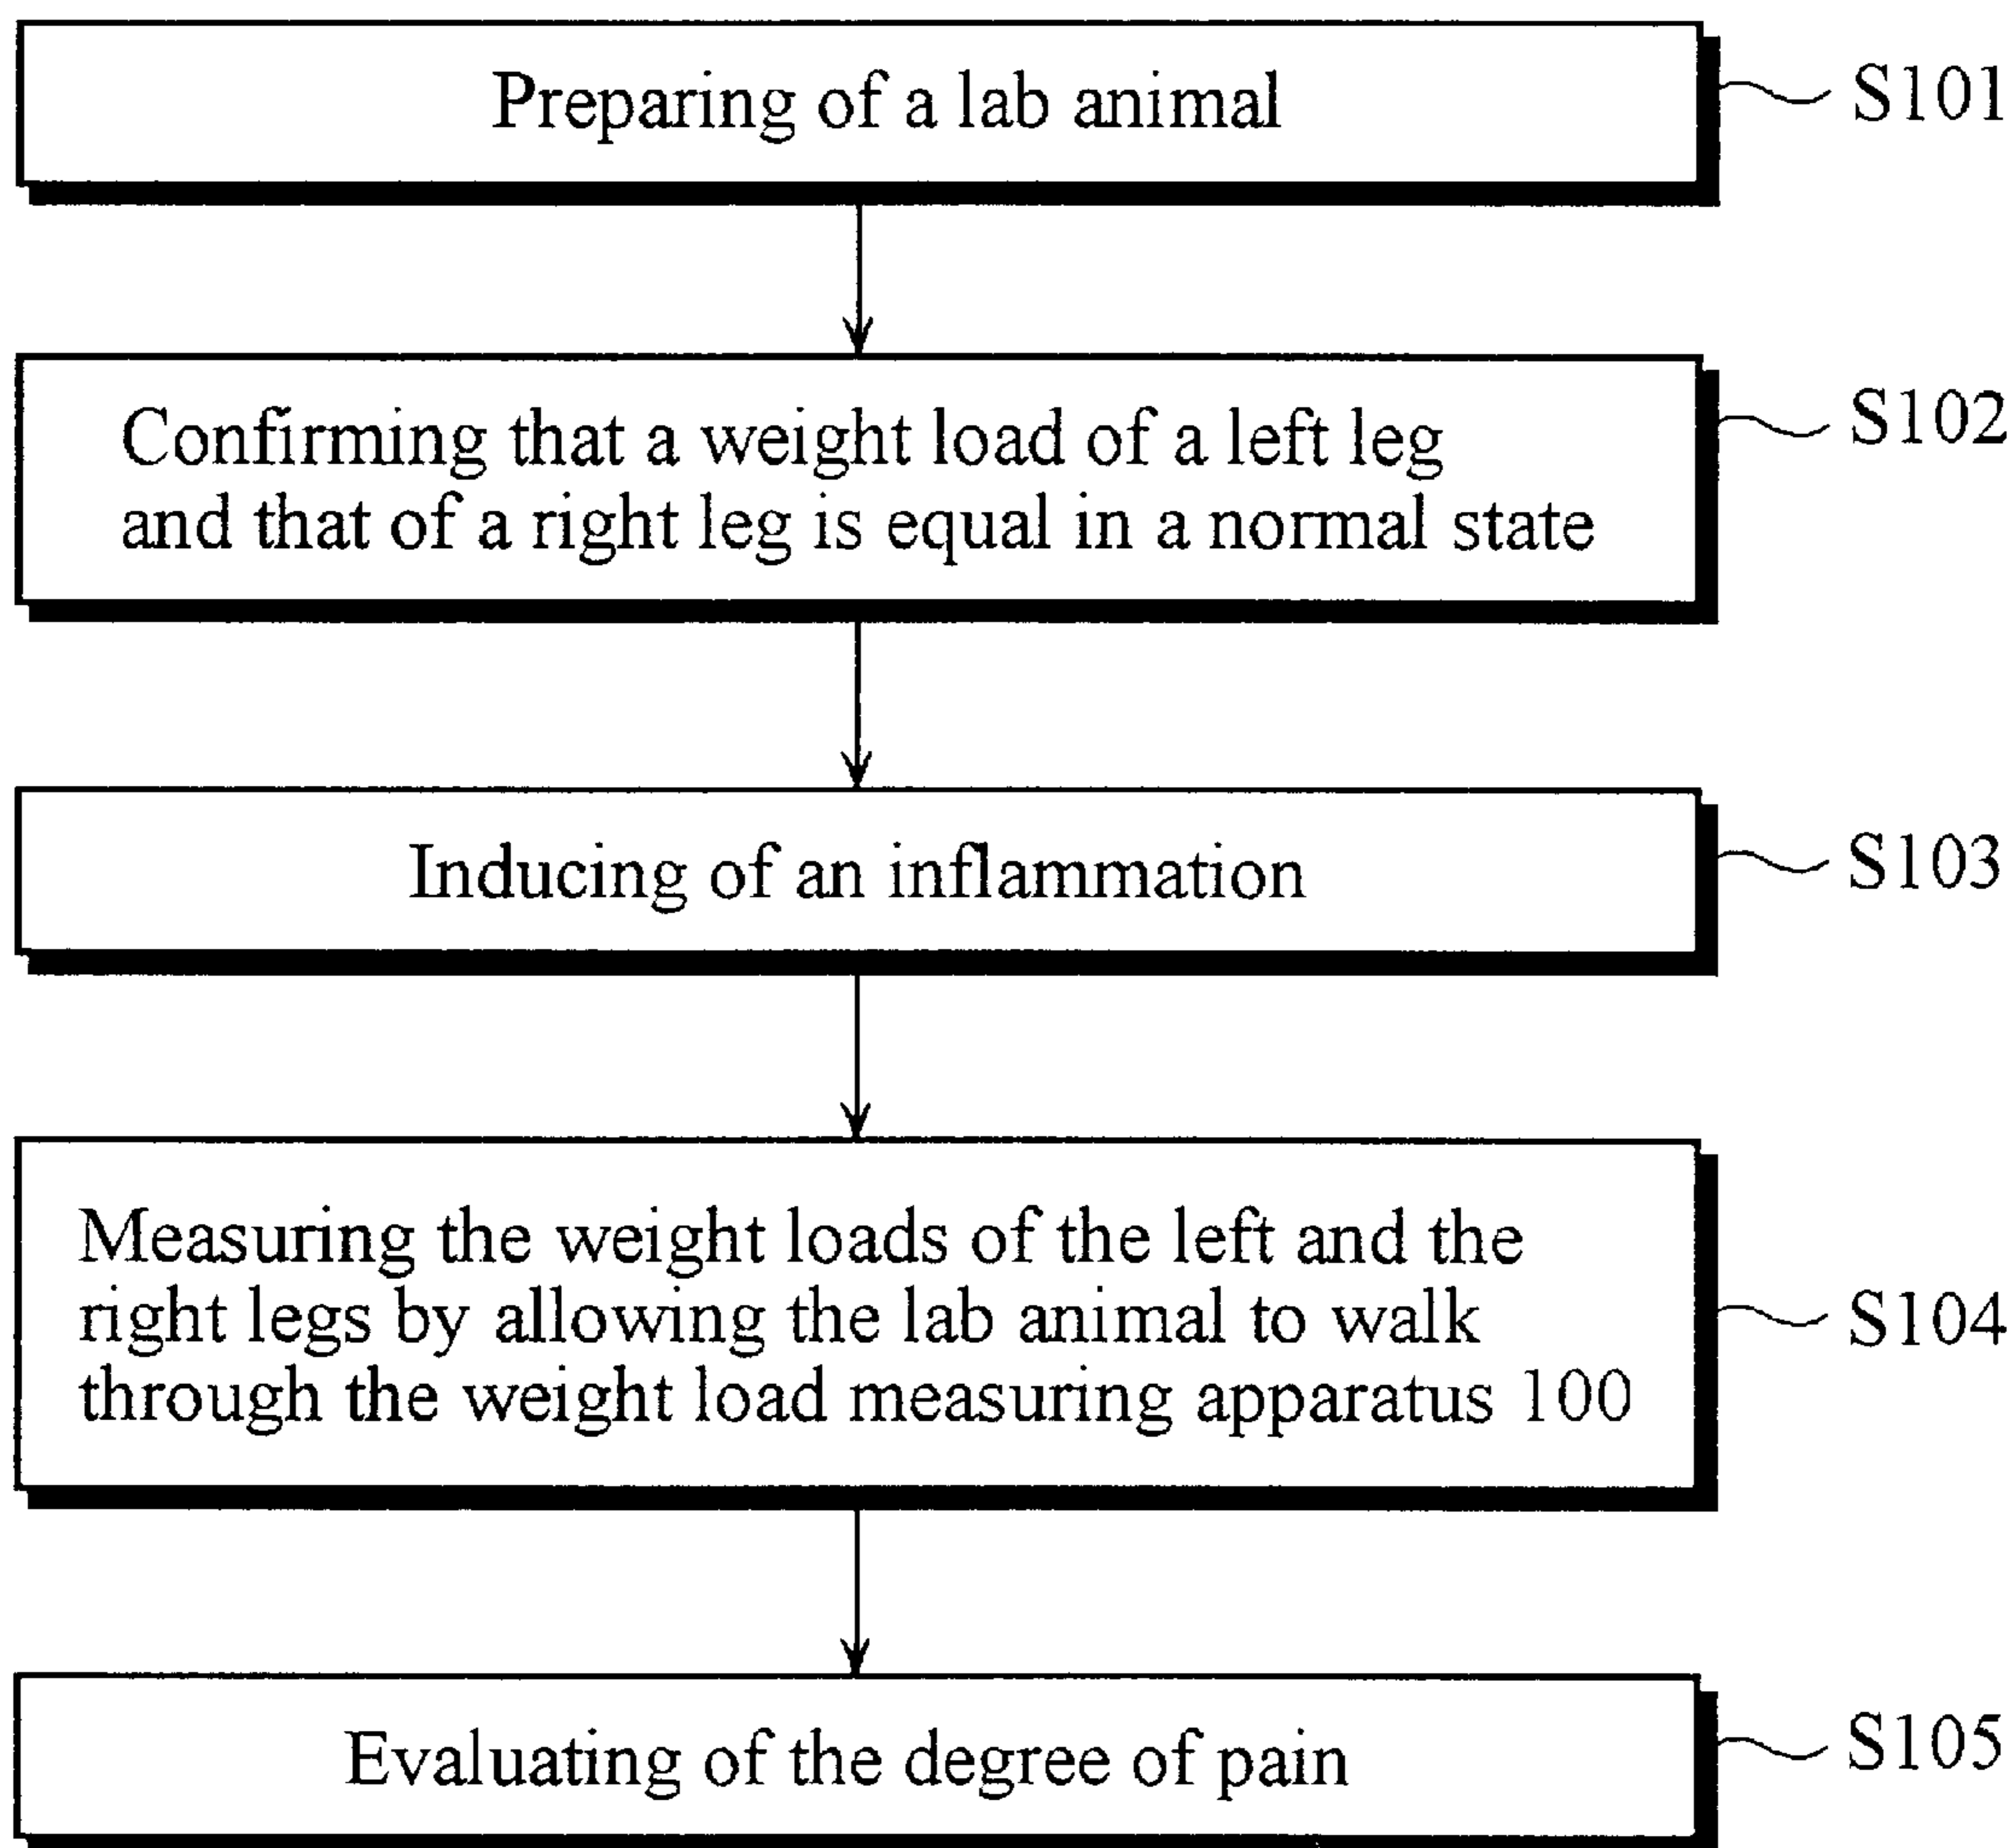 Preparing of a lab animal
S101
Confirming that a weight load of a left leg
and that of a right leg is equal in a normal state
S102
Inducing of an inflammation
S103
Measuring the weight loads of the left and the
right legs by allowing the lab animal to walk
through the weight load measuring apparatus 100
S104
Evaluating of the degree of pain
S105